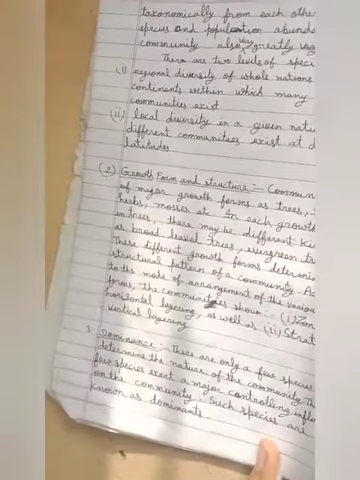 taxonomically from each othe
species and population abund
community also very greatly va
There are two levels of speci
(i) regional diversity of whole nations
continents within which many
communities exist
(ii) local diversity in a given natu
different communities exist at d
latitudes
(2) Growth Form and structure :- Commun
of major growth forms as trees,
herbs, mosses etc. In each growth
in trees, there may be different ki
as broad leaved trees, evergreen tr
These different growth forms determin
structural pattern of a community. Ac
to the mode of arrangement of the variou
forms, the communities shown :- (i) Zon
horizontal layering, as well as (ii) Strat
vertical layering
3. Dominance :- There are only a few species
determine the nature of the community. Th
few species exert a major controlling influ
on the community. Such species are
known as dominants